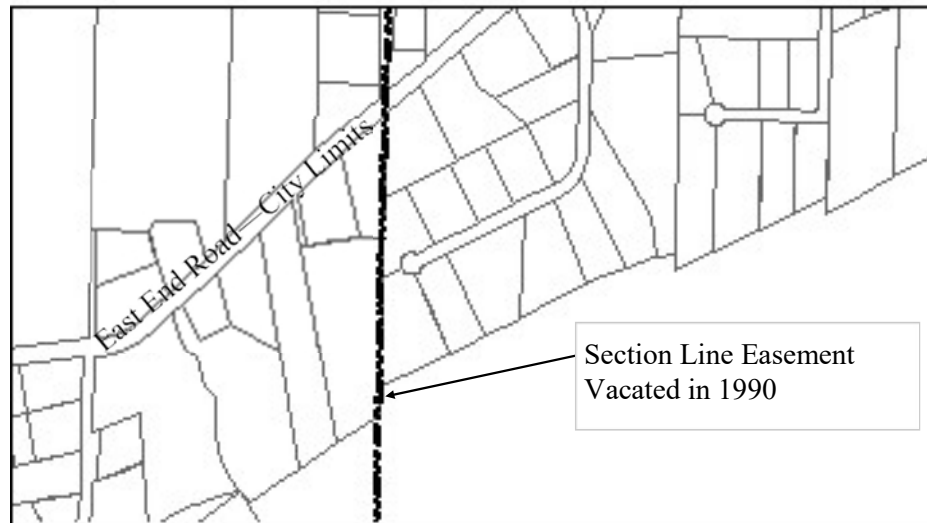 East End Road—City Limits
Section Line Easement
Vacated in 1990